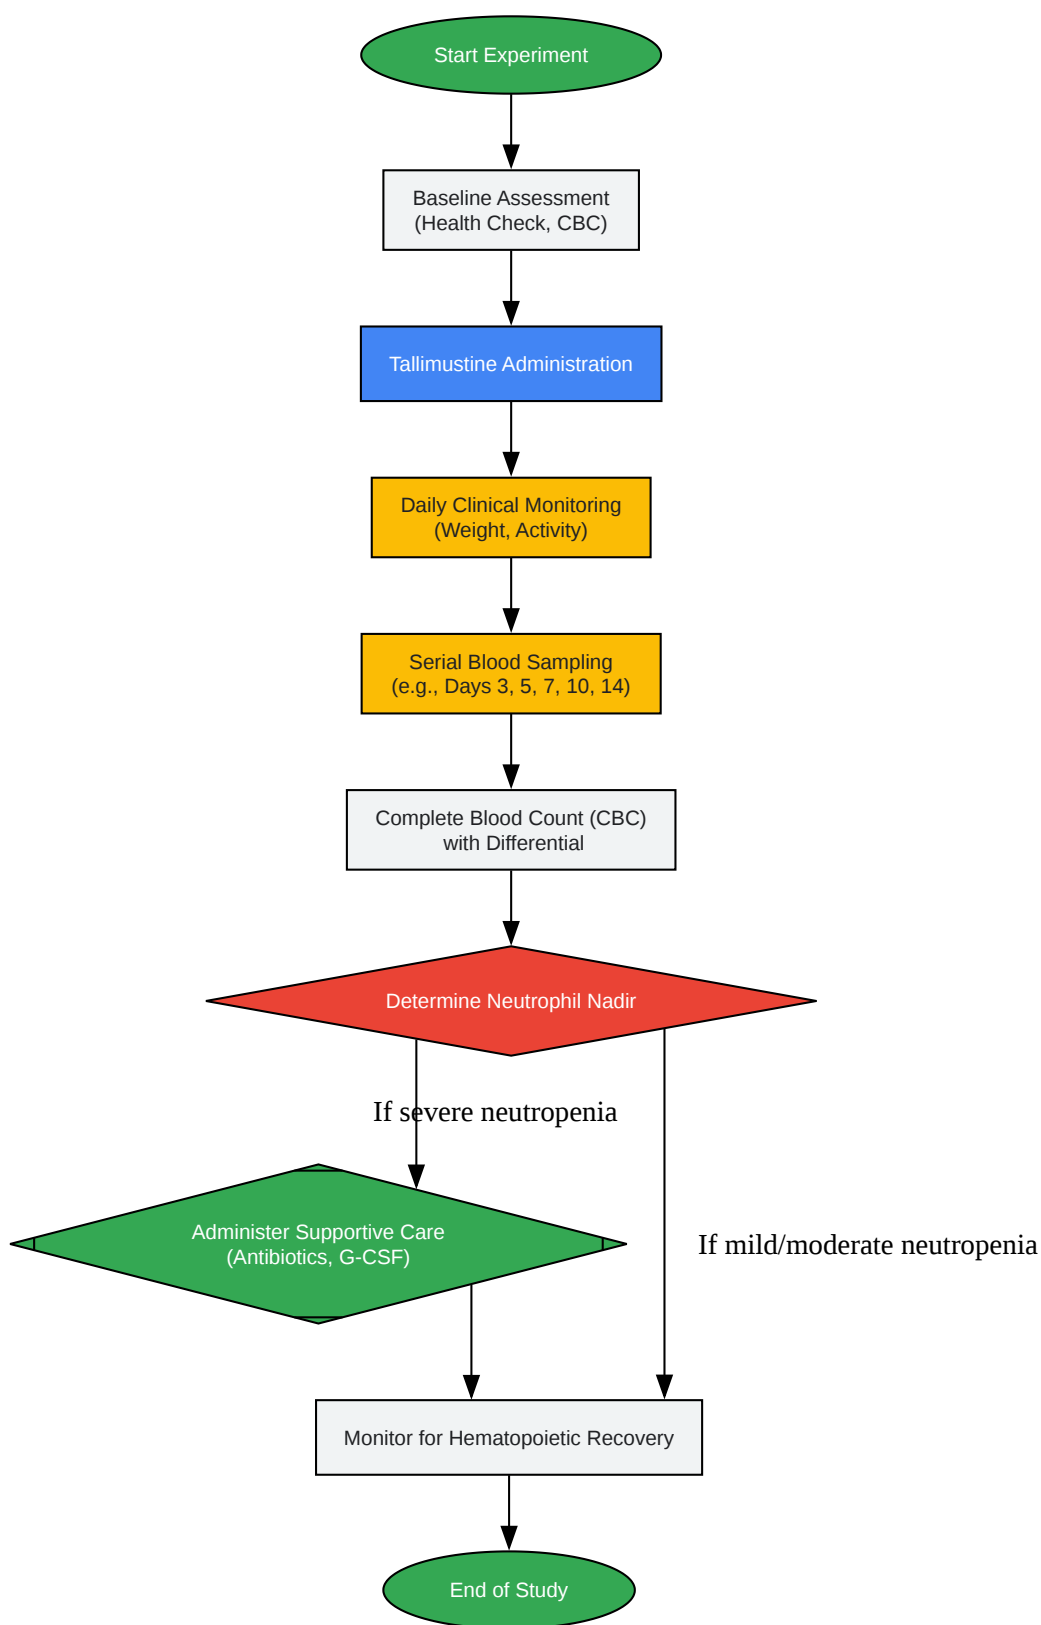 Start Experiment
Baseline Assessment
(Health Check, CBC)
Tallimustine Administration
Daily Clinical Monitoring
(Weight, Activity)
Serial Blood Sampling
(e.g., Days 3, 5, 7, 10, 14)
Complete Blood Count (CBC)
with Differential
Determine Neutrophil Nadir
If severe neutropenia
Administer Supportive Care
(Antibiotics, G-CSF)
If mild/moderate neutropenia
Monitor for Hematopoietic Recovery
End of Study